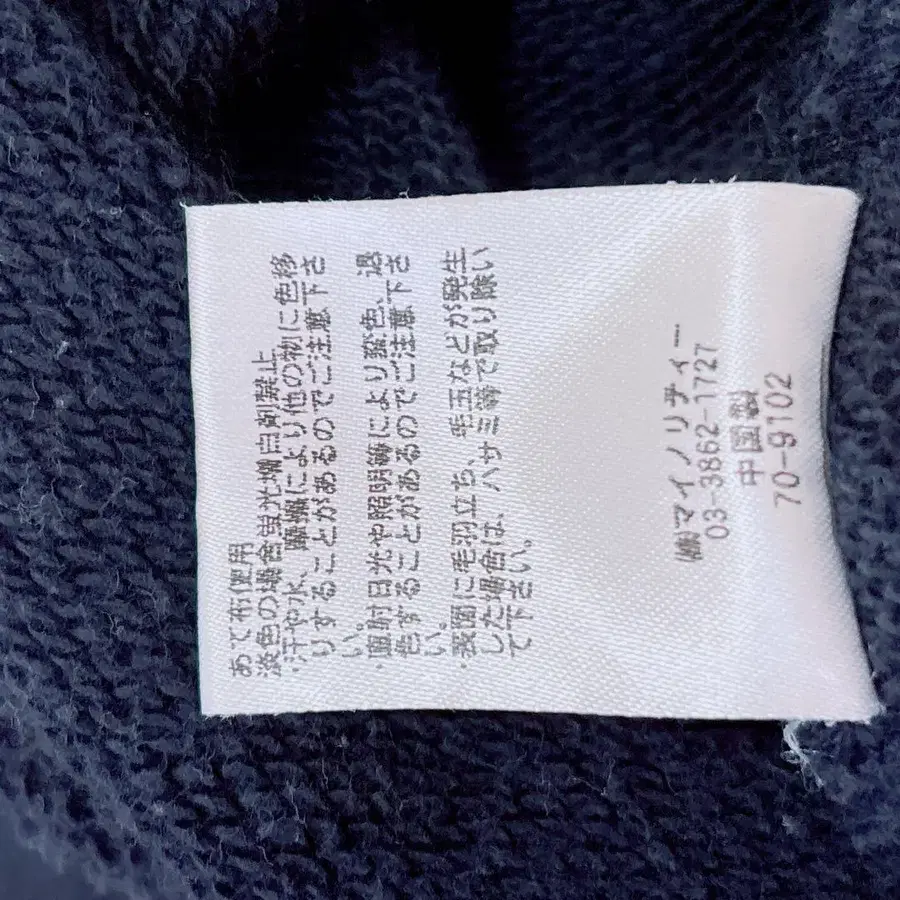 あて布使用
淡色の場合蛍光増白剤禁止
・汗や水、摩擦により他の物に色移
りすることがあるのでご注意下さ
い。
・直射日光や照明等により変色、退
色することがあるのでご注意下さ
い。
・表面に毛羽立ち、毛玉などが発生
した場合は、ハサミ等で取り除い
て下さい。
㈱マイノリティー
03-3862-1727
中国製
70-9102